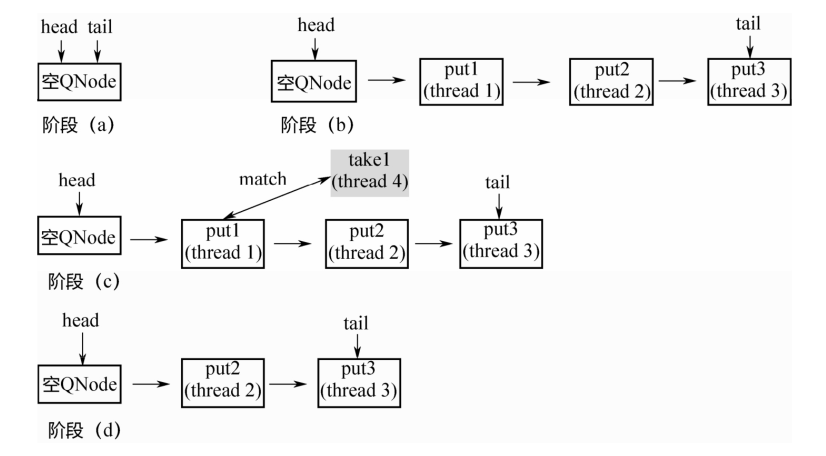 head tail
空QNode
阶段（a）
head
空QNode
put1
(thread 1)
put2
(thread 2)
tail
put3
(thread 3)
阶段（b）
head
空QNode
match
take1
(thread 4)
put1
(thread 1)
put2
(thread 2)
tail
put3
(thread 3)
阶段（c）
head
空QNode
put2
(thread 2)
tail
put3
(thread 3)
阶段（d）